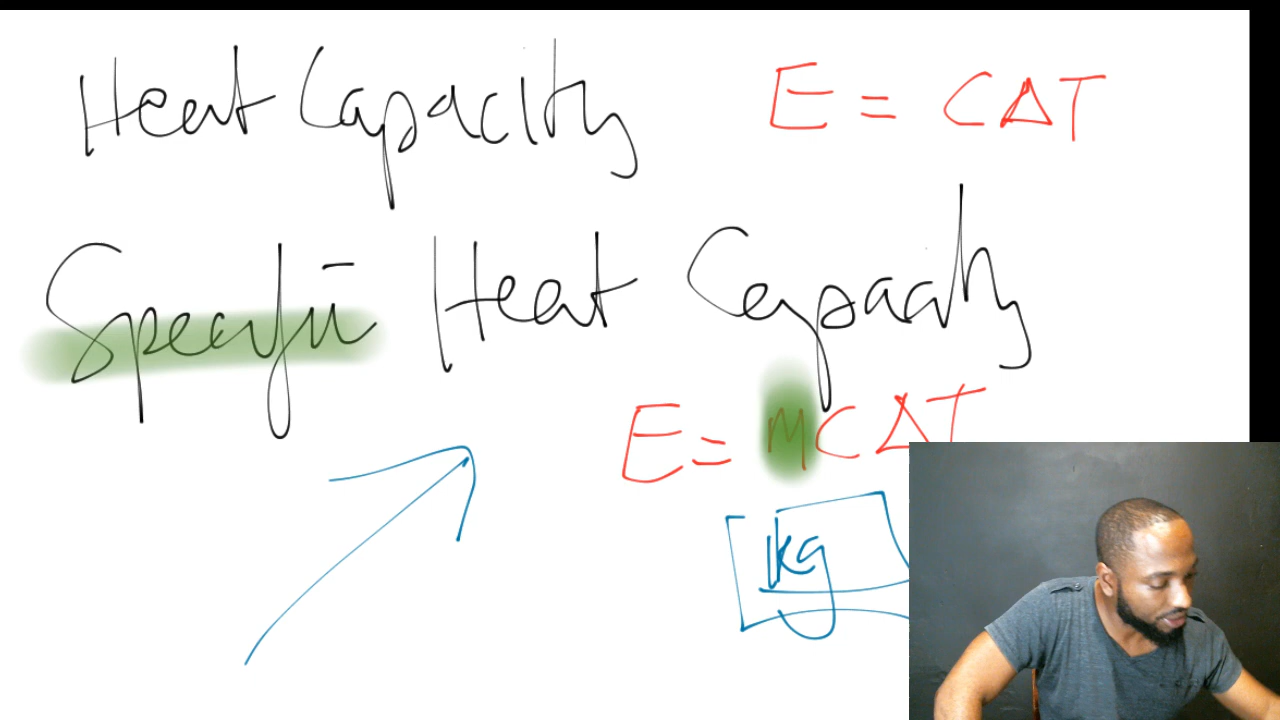 Heat Capacity
E = CΔT
Specific Heat Capacity
E = MCΔT
1kg